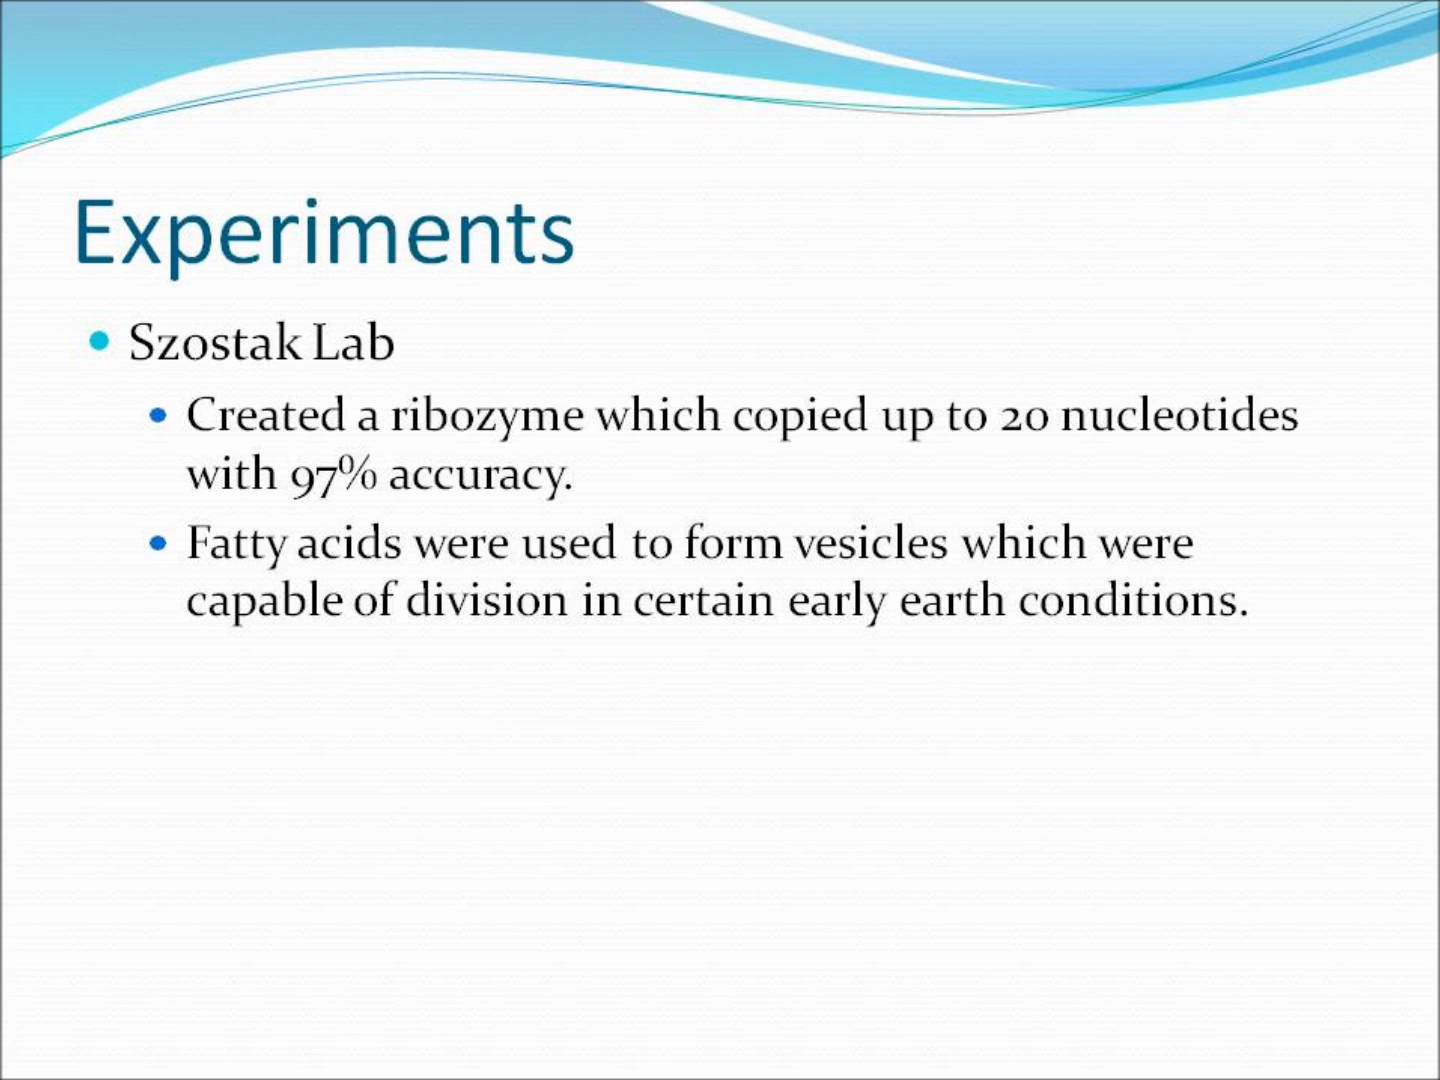 Experiments
Szostak Lab
Created a ribozyme which copied up to 20 nucleotides
with 97% accuracy.
Fatty acids were used to form vesicles which were
capable of division in certain early earth conditions.